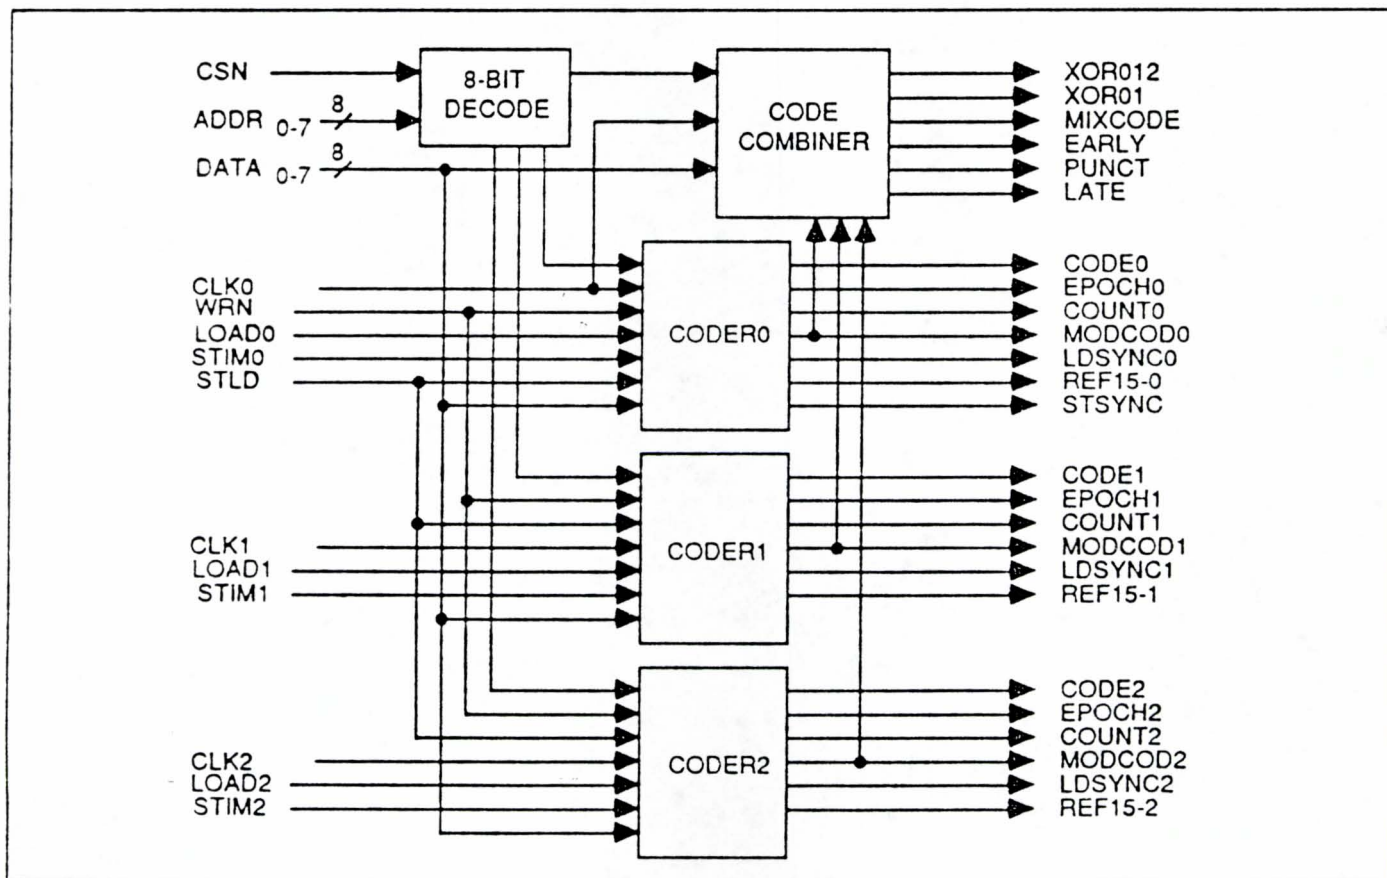 CSN
ADDR 0-7
8
DATA 0-7
8
8-BIT
DECODE
CODE
COMBINER
XOR012
XOR01
MIXCODE
EARLY
PUNCT
LATE
CLK0
WRN
LOAD0
STIM0
STLD
CODER0
CODE0
EPOCH0
COUNT0
MODCOD0
LDSYNC0
REF15-0
STSYNC
CLK1
LOAD1
STIM1
CODER1
CODE1
EPOCH1
COUNT1
MODCOD1
LDSYNC1
REF15-1
CLK2
LOAD2
STIM2
CODER2
CODE2
EPOCH2
COUNT2
MODCOD2
LDSYNC2
REF15-2